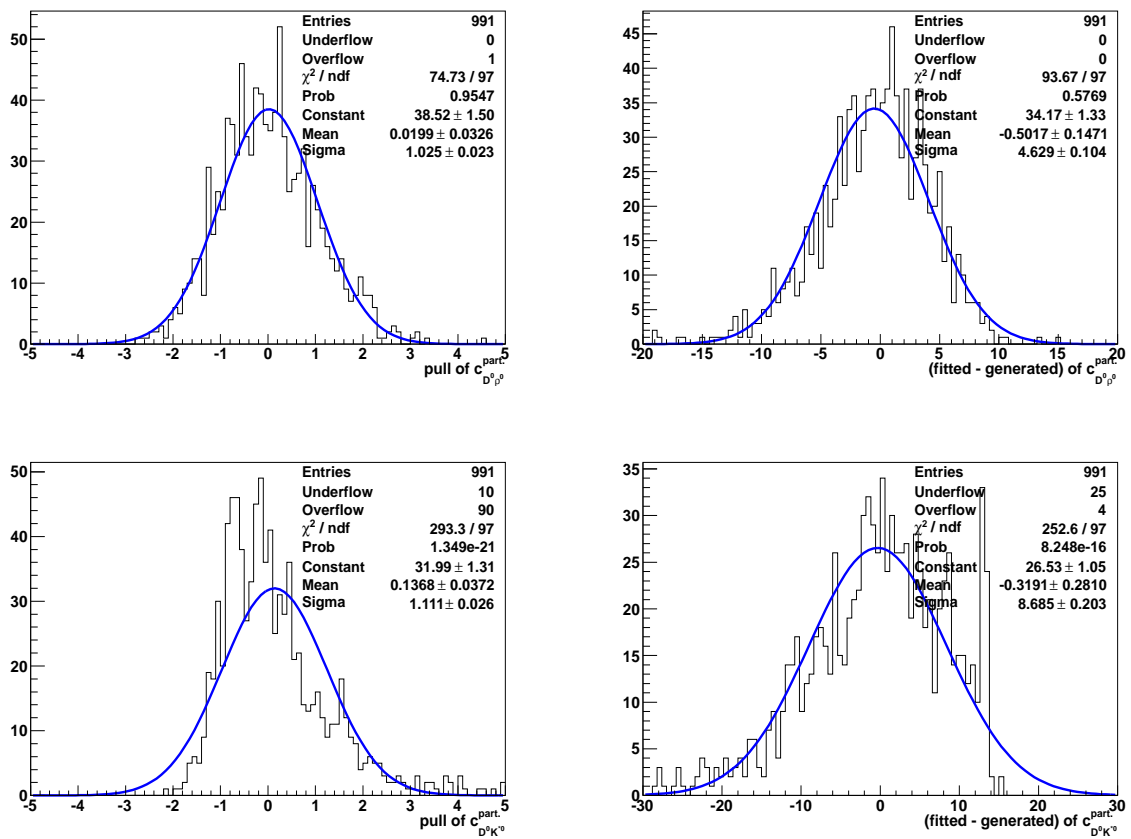 Entries 991
Underflow 0
Overflow 1
χ² / ndf 74.73 / 97
Prob 0.9547
Constant 38.52 ± 1.50
Mean 0.0199 ± 0.0326
Sigma 1.025 ± 0.023
50
40
30
20
10
0
-5 -4 -3 -2 -1 0 1 2 3 4 5
pull of c part. D⁰ρ⁰
Entries 991
Underflow 0
Overflow 0
χ² / ndf 93.67 / 97
Prob 0.5769
Constant 34.17 ± 1.33
Mean -0.5017 ± 0.1471
Sigma 4.629 ± 0.104
45
40
35
30
25
20
15
10
5
0
-20 -15 -10 -5 0 5 10 15 20
(fitted - generated) of c part. D⁰ρ⁰
Entries 991
Underflow 10
Overflow 90
χ² / ndf 293.3 / 97
Prob 1.349e-21
Constant 31.99 ± 1.31
Mean 0.1368 ± 0.0372
Sigma 1.111 ± 0.026
50
40
30
20
10
0
-5 -4 -3 -2 -1 0 1 2 3 4 5
pull of c part. D⁰K*⁰
Entries 991
Underflow 25
Overflow 4
χ² / ndf 252.6 / 97
Prob 8.248e-16
Constant 26.53 ± 1.05
Mean -0.3191 ± 0.2810
Sigma 8.685 ± 0.203
35
30
25
20
15
10
5
0
-30 -20 -10 0 10 20 30
(fitted - generated) of c part. D⁰K*⁰